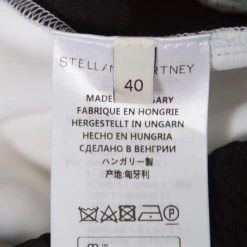 STELLA McCARTNEY
40
MADE IN HUNGARY
FABRIQUE EN HONGRIE
HERGESTELLT IN UNGARN
HECHO EN HUNGRIA
СДЕЛАНО В ВЕНГРИИ
ハンガリー製
产地:匈牙利